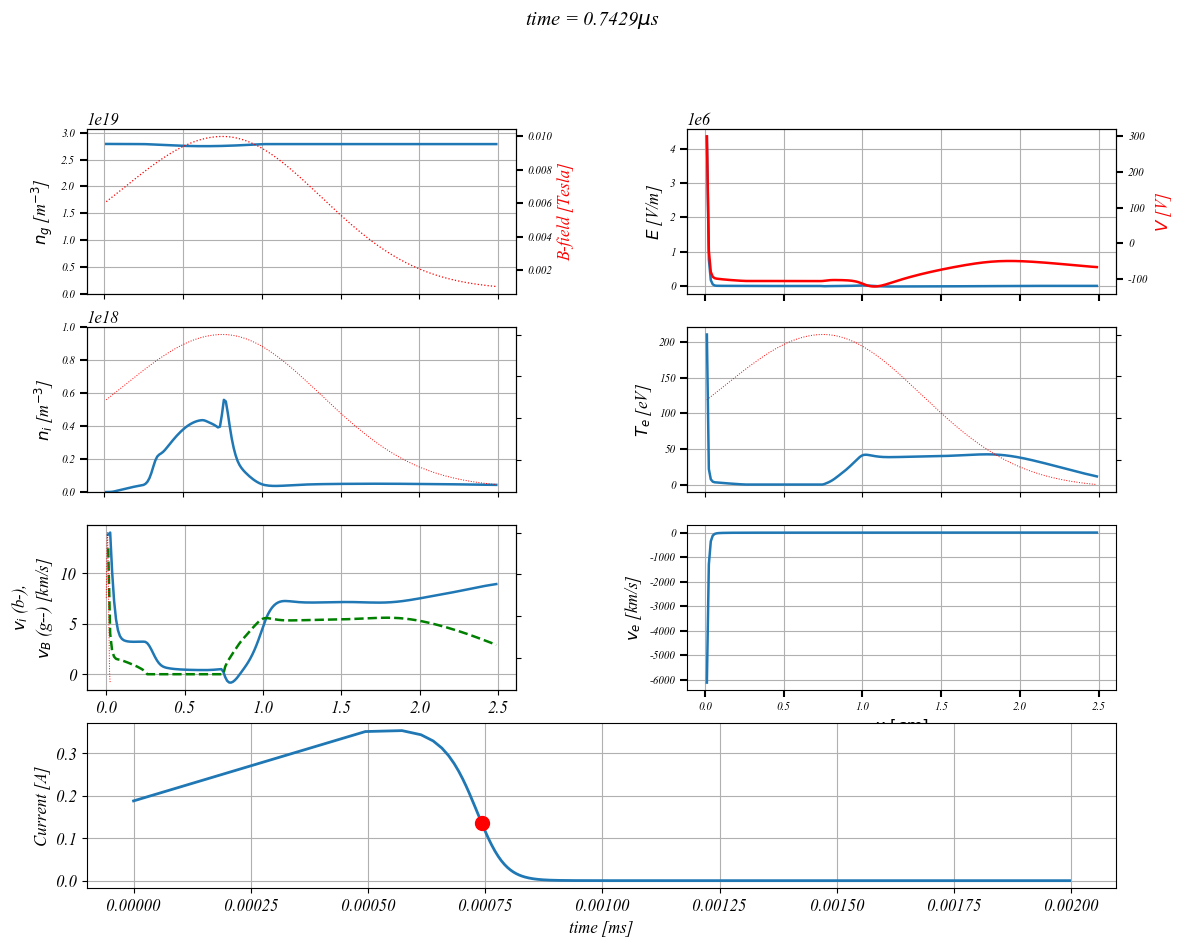 time = 0.7429μs
1e19
3.0
2.5
2.0
1.5
1.0
0.5
0.0
n_g [m^{-3}]
0.010
0.008
0.006
0.004
0.002
B-field [Tesla]
1e6
4
3
2
1
0
E [V/m]
300
200
100
0
-100
V [V]
1e18
1.0
0.8
0.6
0.4
0.2
0.0
n_i [m^{-3}]
200
150
100
50
0
T_e [eV]
10
5
0
v_i (b-),
v_B (g--) [km/s]
0.0 0.5 1.0 1.5 2.0 2.5
0
-1000
-2000
-3000
-4000
-5000
-6000
v_e [km/s]
0.0 0.5 1.0 1.5 2.0 2.5
0.3
0.2
0.1
0.0
Current [A]
0.00000 0.00025 0.00050 0.00075 0.00100 0.00125 0.00150 0.00175 0.00200
time [ms]